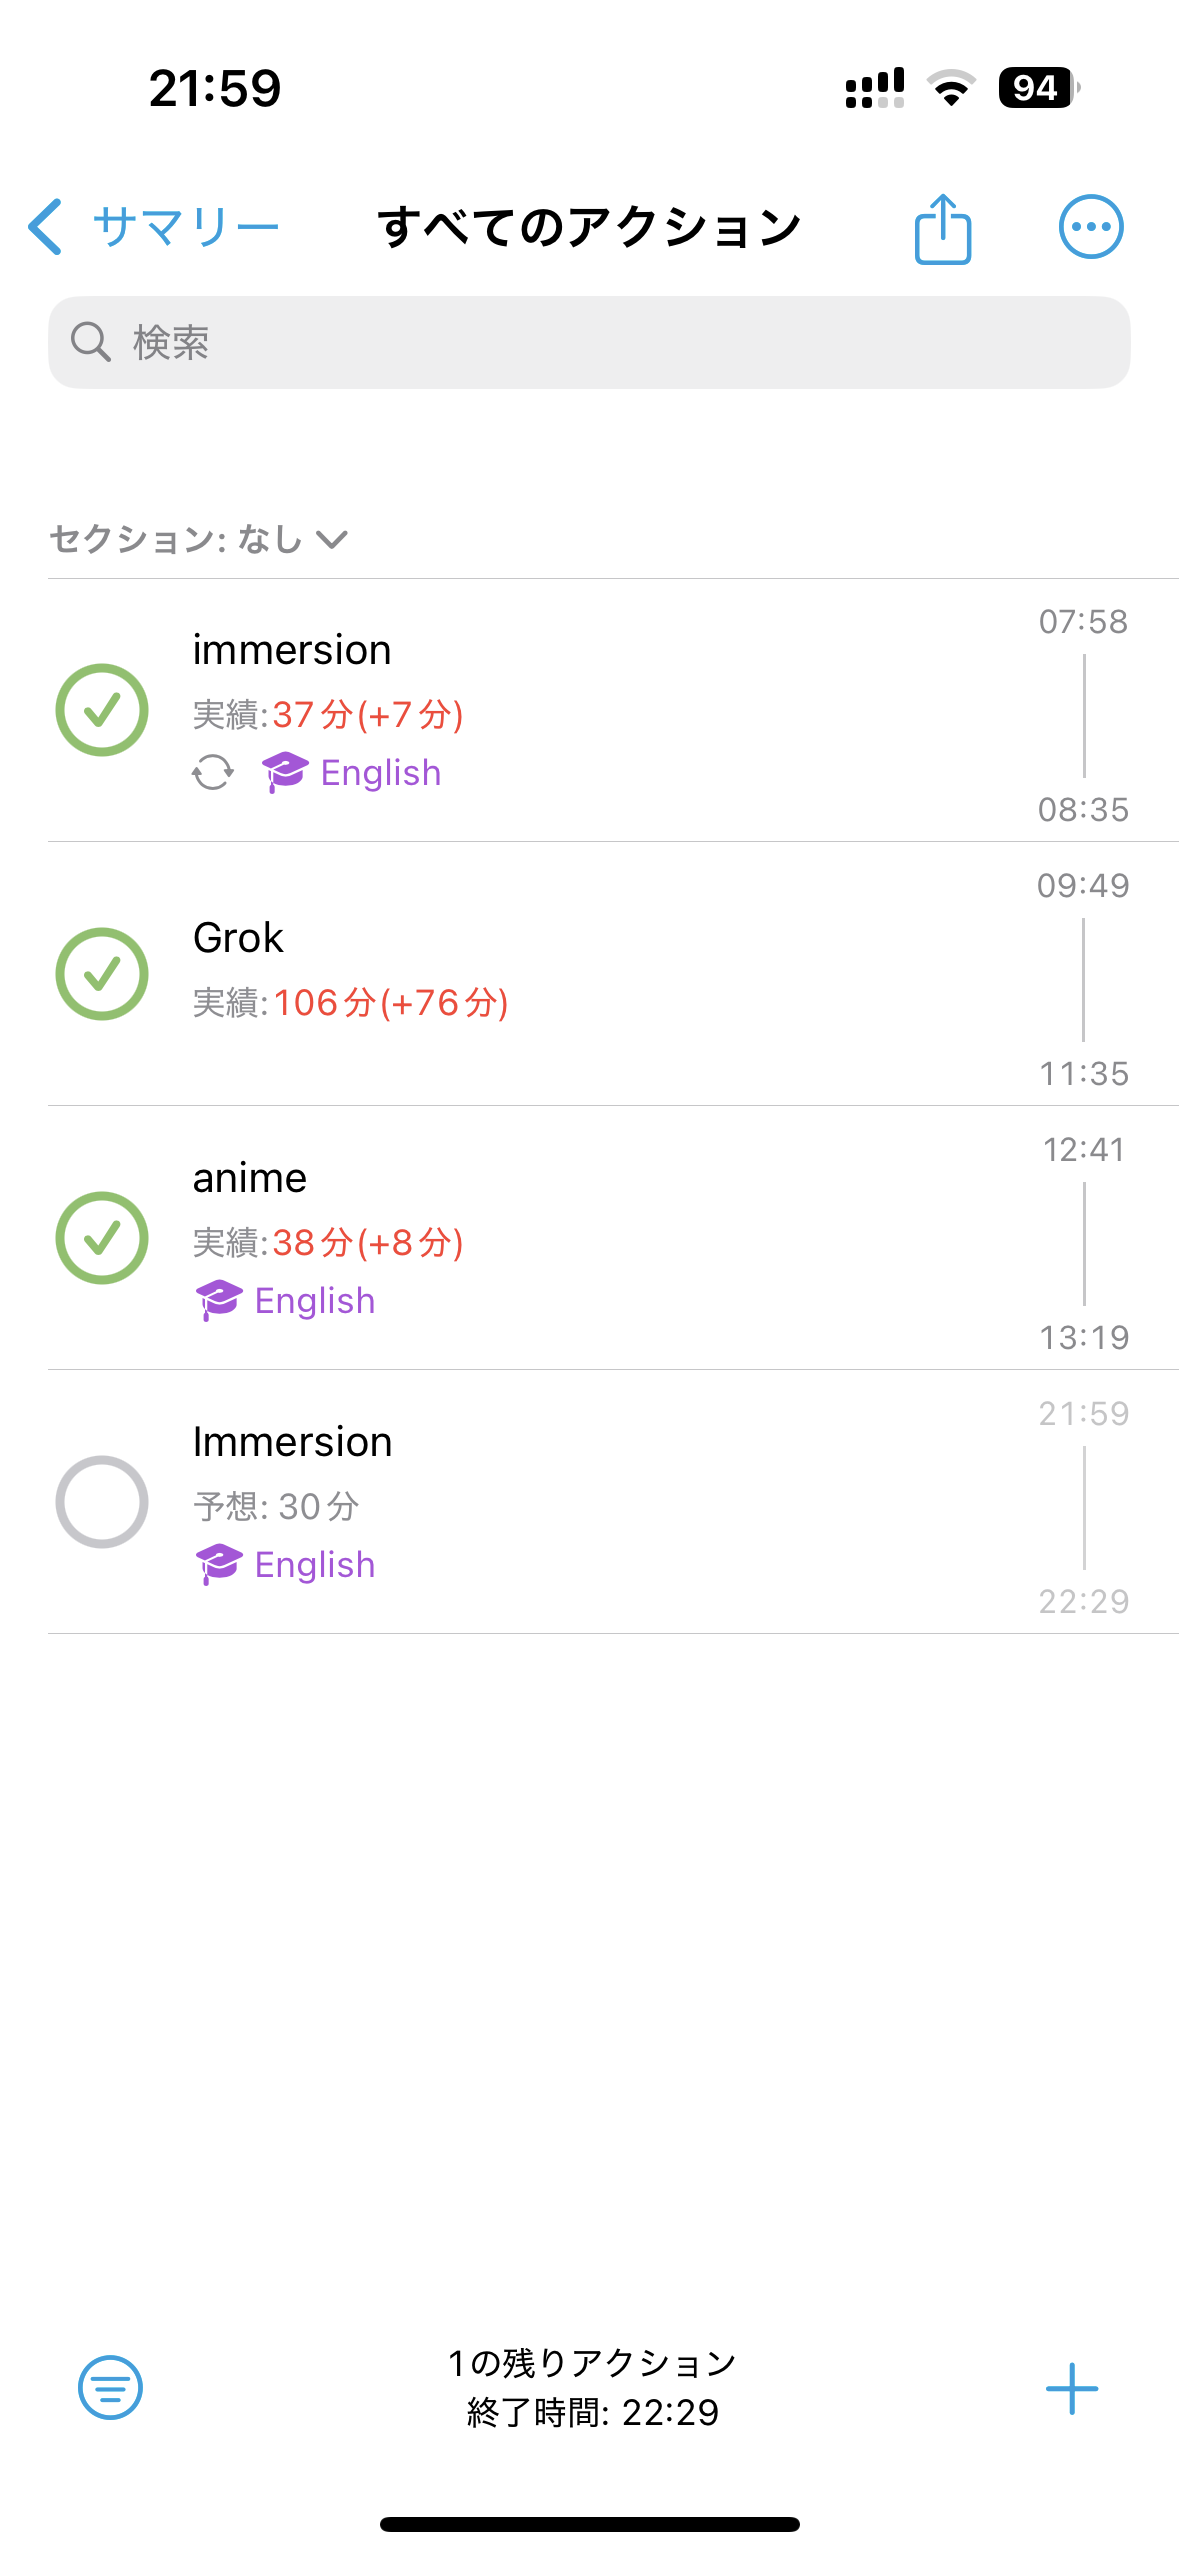 21:59
94
サマリー
すべてのアクション
検索
セクション: なし
immersion
実績:37分(+7分)
English
07:58
08:35
Grok
実績:106分(+76分)
09:49
11:35
anime
実績:38分(+8分)
English
12:41
13:19
Immersion
予想: 30分
English
21:59
22:29
1の残りアクション
終了時間: 22:29